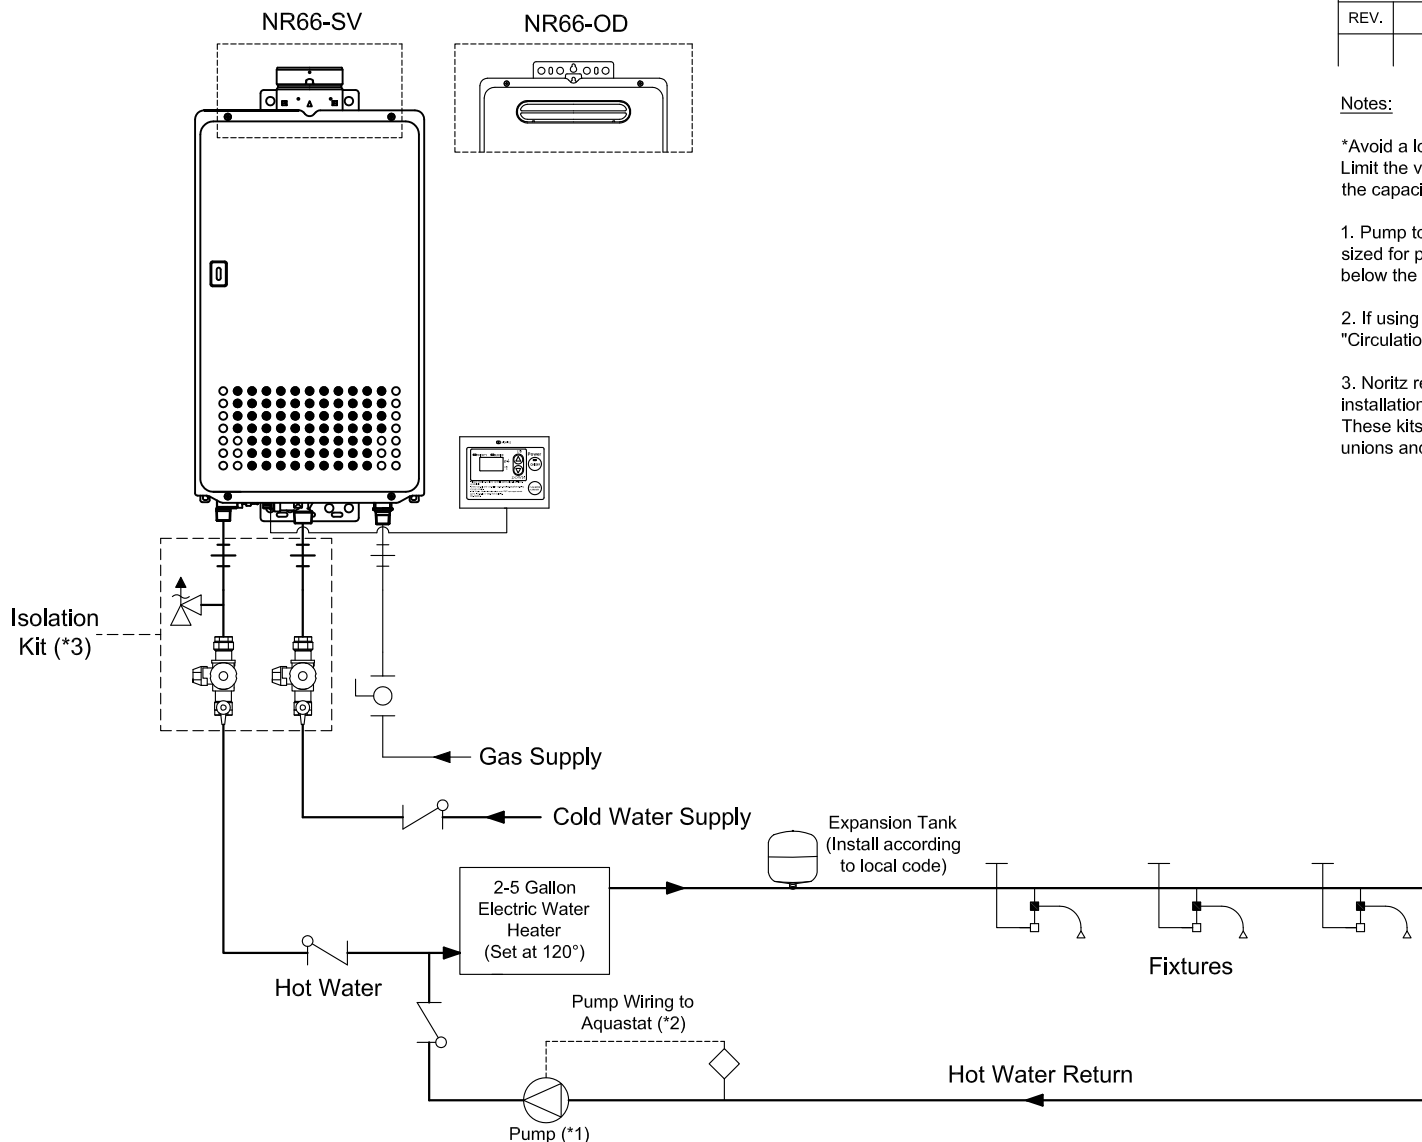 NR66-SV
NR66-OD
REV.
Notes:
*Avoid a lo
Limit the v
the capaci
1. Pump to
sized for p
below the
2. If using
"Circulatio
3. Noritz re
installation
These kits
unions and
Power
Isolation
Kit (*3)
Gas Supply
Cold Water Supply
Expansion Tank
(Install according
to local code)
2-5 Gallon
Electric Water
Heater
(Set at 120°)
Hot Water
Fixtures
Pump Wiring to
Aquastat (*2)
Hot Water Return
Pump (*1)